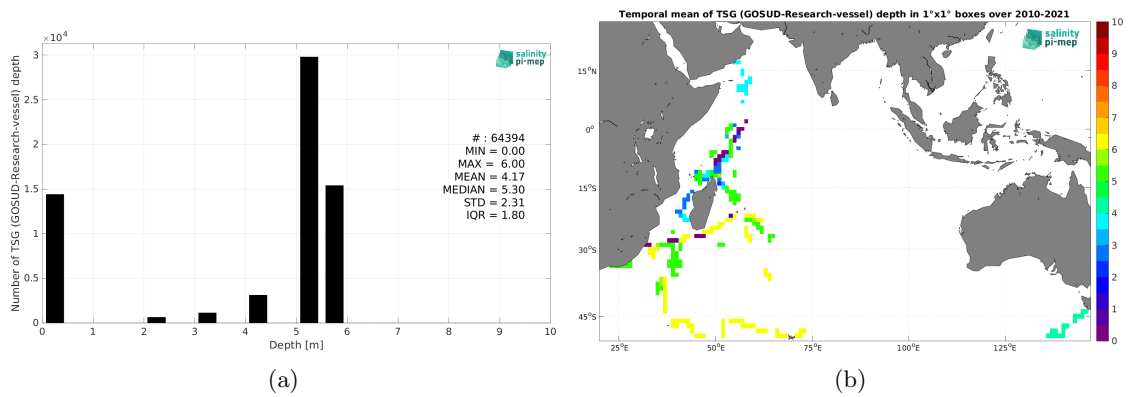 ×10⁴
3
2.5
2
1.5
1
0.5
0
Number of TSG (GOSUD-Research-vessel) depth
salinity
pi-mep
# : 64394
MIN = 0.00
MAX = 6.00
MEAN = 4.17
MEDIAN = 5.30
STD = 2.31
IQR = 1.80
0 1 2 3 4 5 6 7 8 9 10
Depth [m]
(a)
Temporal mean of TSG (GOSUD-Research-vessel) depth in 1°x1° boxes over 2010-2021
salinity
pi-mep
15°N
0°
15°S
30°S
45°S
25°E 50°E 75°E 100°E 125°E
10
9
8
7
6
5
4
3
2
1
0
(b)